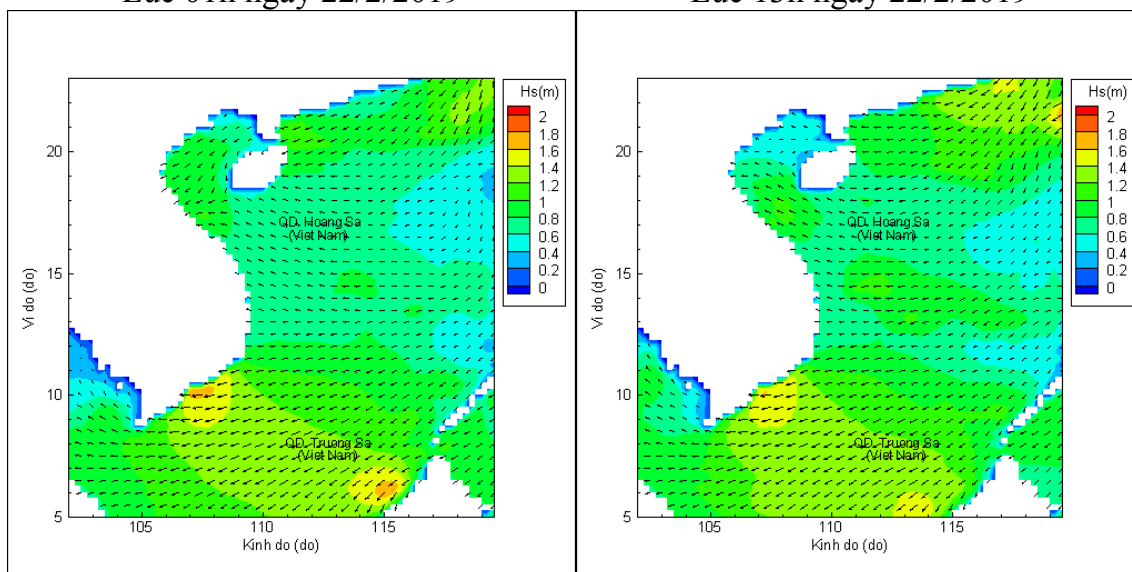 Lúc 01h ngày 22/2/2019
Lúc 13h ngày 22/2/2019
Hs(m)
2
1.8
1.6
1.4
1.2
1
0.8
0.6
0.4
0.2
0
Vi do (do)
20
15
10
5
QD. Hoang Sa
(Viet Nam)
QD. Truong Sa
(Viet Nam)
105
110
115
Kinh do (do)
Hs(m)
2
1.8
1.6
1.4
1.2
1
0.8
0.6
0.4
0.2
0
Vi do (do)
20
15
10
5
QD. Hoang Sa
(Viet Nam)
QD. Truong Sa
(Viet Nam)
105
110
115
Kinh do (do)